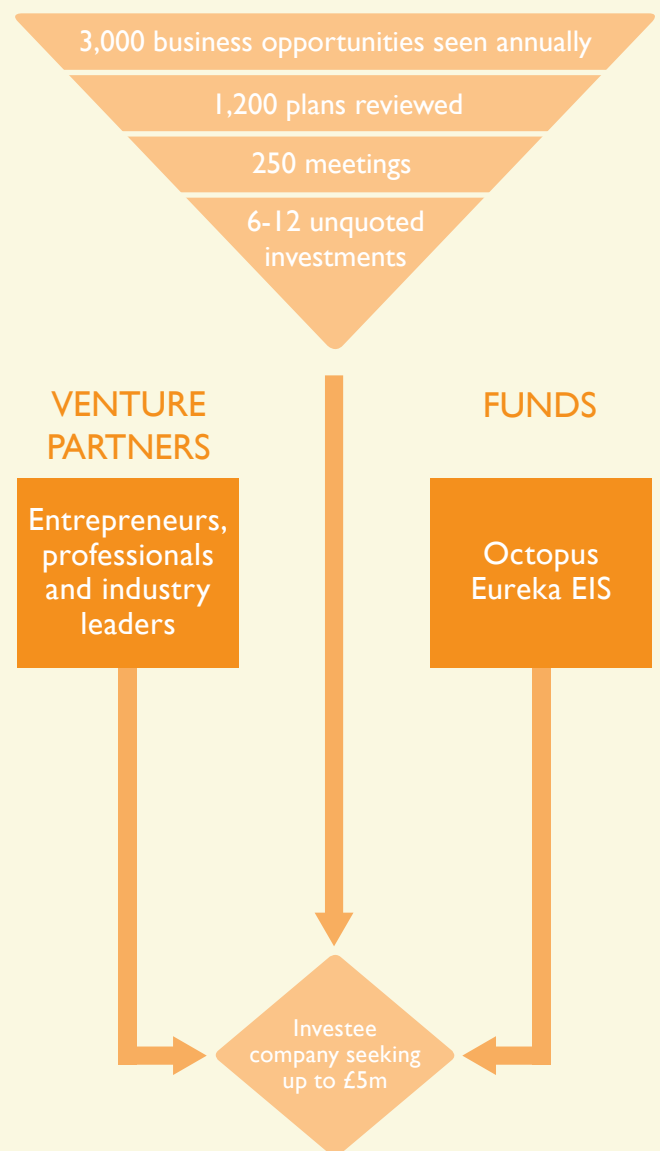 3,000 business opportunities seen annually
1,200 plans reviewed
250 meetings
6-12 unquoted
investments
VENTURE
PARTNERS
Entrepreneurs,
professionals
and industry
leaders
FUNDS
Octopus
Eureka EIS
Investee
company seeking
up to £5m